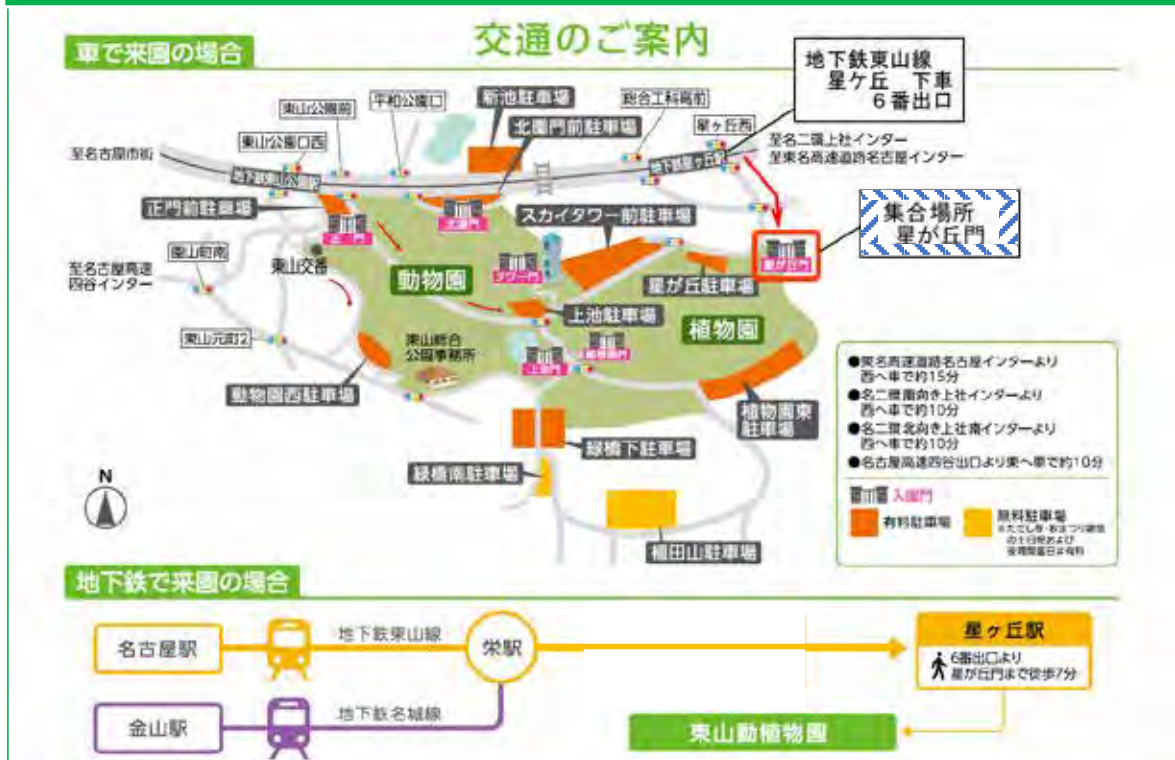 交通のご案内
車で来園の場合
地下鉄東山線
星ケ丘 下車
6番出口
新池駐車場
平和公園口
総合工科高前
東山公園前
北園門前駐車場
星ヶ丘西
東山公園口西
至名二環上社インター
至東名高速道路名古屋インター
至名古屋市街
地下鉄星ヶ丘駅
正門前駐車場
スカイタワー前駐車場
集合場所
星が丘門
正門
北園門
星が丘門
東山町南
東山交番
タワー門
至名古屋高速
四谷インター
動物園
星が丘駐車場
上池駐車場
植物園
東山元町2
東山総合
公園事務所
上池門
動物園西駐車場
植物園東
駐車場
緑橋下駐車場
緑橋南駐車場
植田山駐車場
N
●東名高速道路名古屋インターより
西へ車で約15分
●名二環南向き上社インターより
西へ車で約10分
●名二環北向き上社南インターより
西へ車で約10分
●名古屋高速四谷出口より東へ車で約10分
入園門
有料駐車場
無料駐車場
地下鉄で来園の場合
名古屋駅
地下鉄東山線
栄駅
星ヶ丘駅
6番出口より
星が丘門まで徒歩7分
金山駅
地下鉄名城線
東山動植物園